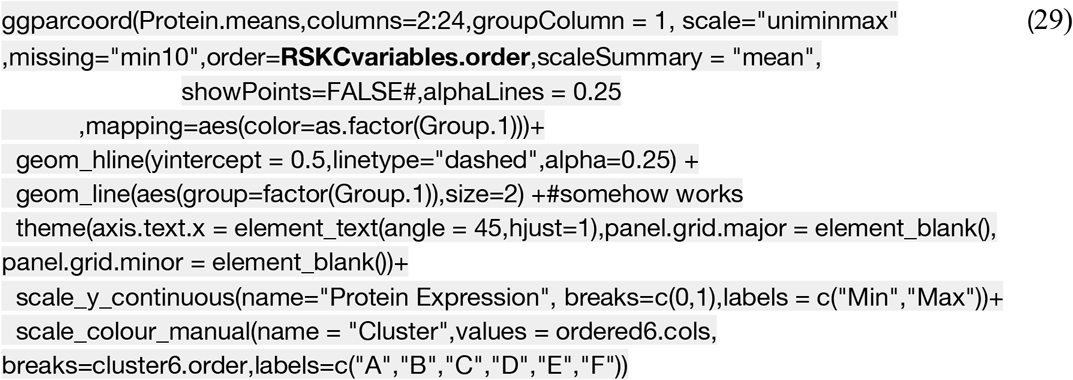 ggparcoord(Protein.means,columns=2:24,groupColumn = 1, scale="uniminmax" (29)
,missing="min10",order=RSKCvariables.order,scaleSummary = "mean",
showPoints=FALSE#,alphaLines = 0.25
,mapping=aes(color=as.factor(Group.1)))+
geom_hline(yintercept = 0.5,linetype="dashed",alpha=0.25) +
geom_line(aes(group=factor(Group.1)),size=2) +#somehow works
theme(axis.text.x = element_text(angle = 45,hjust=1),panel.grid.major = element_blank(),
panel.grid.minor = element_blank())+
scale_y_continuous(name="Protein Expression", breaks=c(0,1),labels = c("Min","Max"))+
scale_colour_manual(name = "Cluster",values = ordered6.cols,
breaks=cluster6.order,labels=c("A","B","C","D","E","F"))